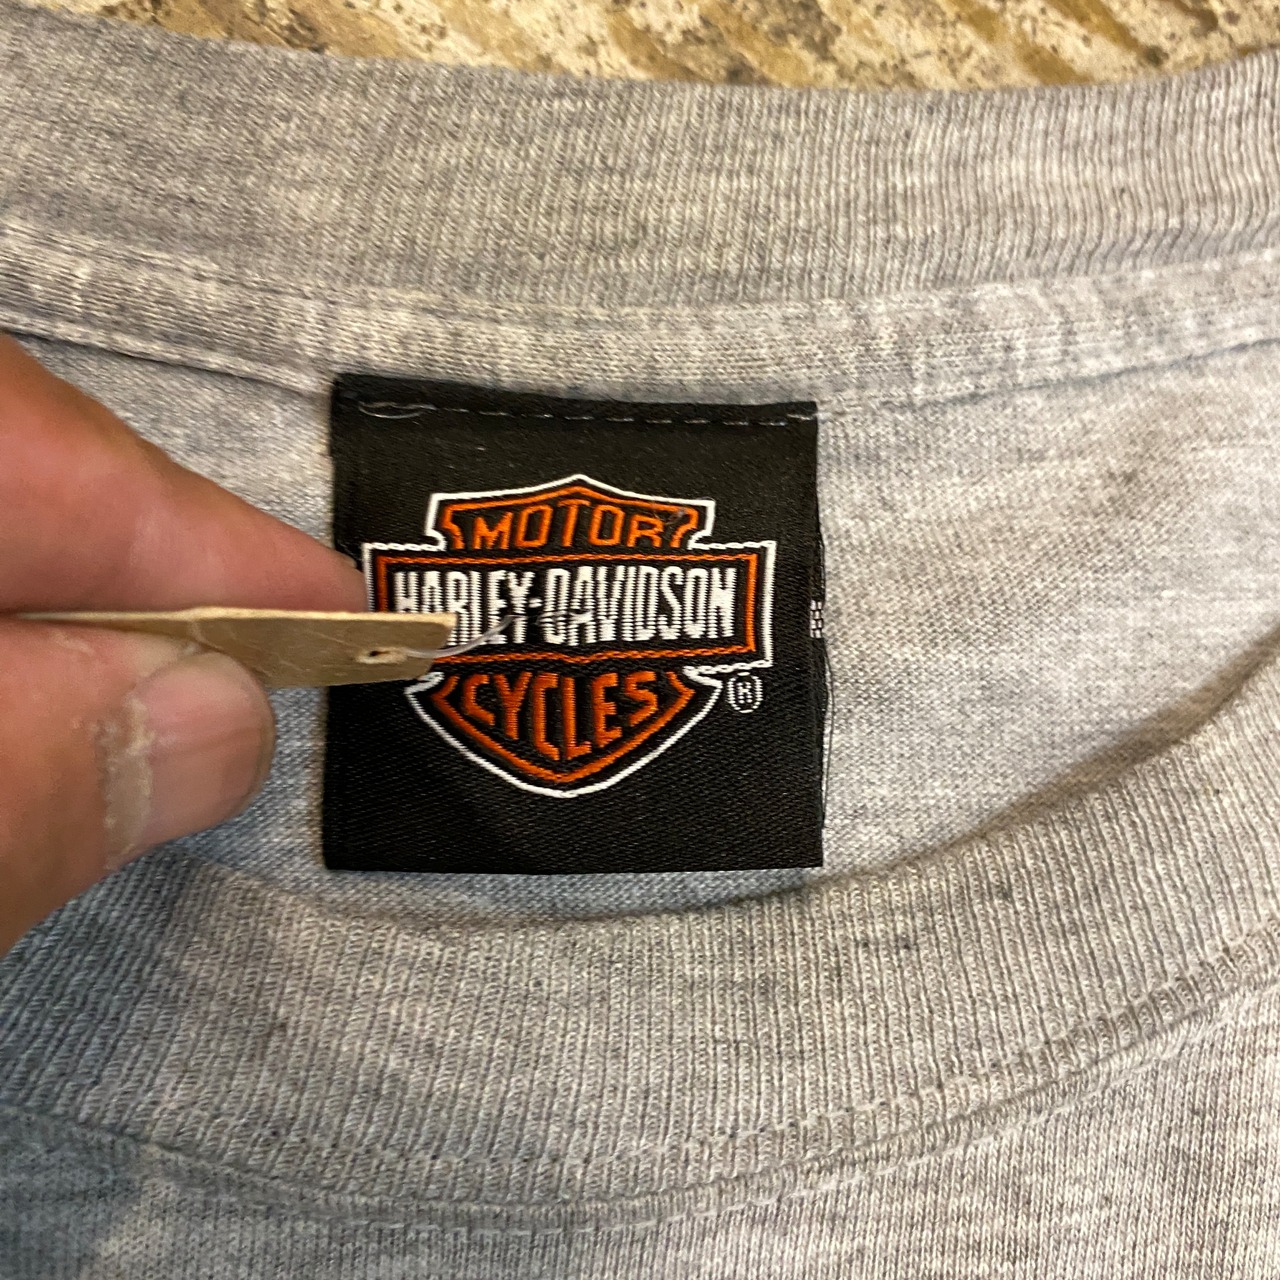 MOTOR
HARLEY-DAVIDSON
CYCLES
®